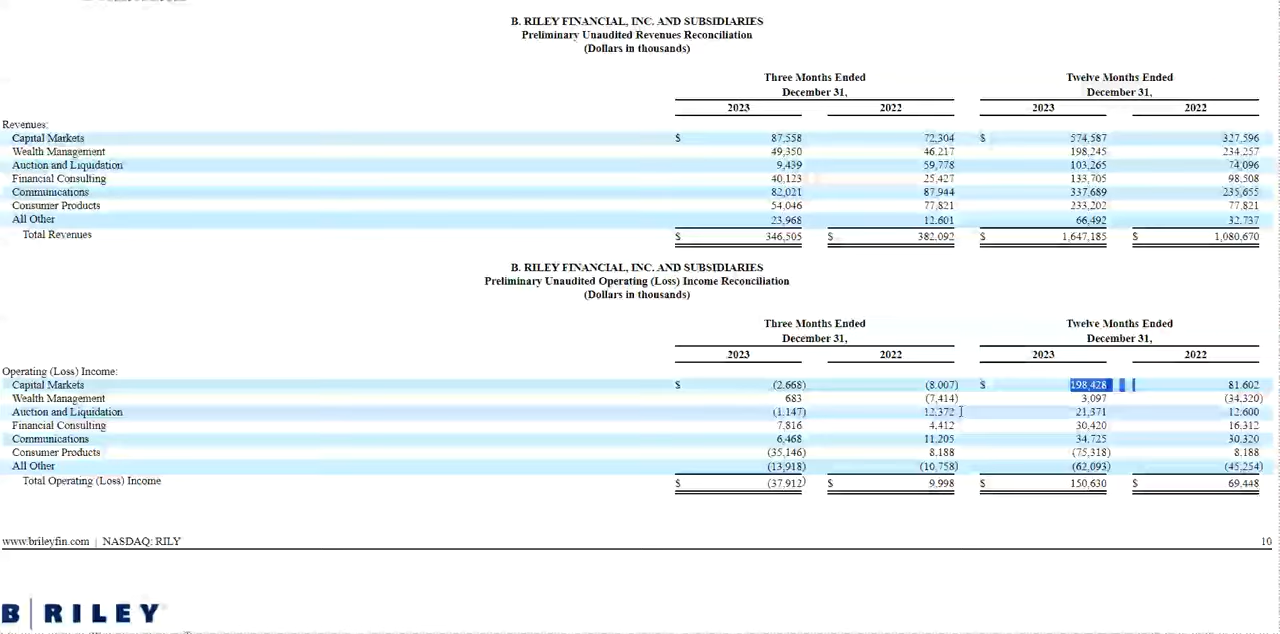 B. RILEY FINANCIAL, INC. AND SUBSIDIARIES
Preliminary Unaudited Revenues Reconciliation
(Dollars in thousands)
Three Months Ended Twelve Months Ended
December 31, December 31,
2023 2022 2023 2022
Revenues:
Capital Markets $ 87,558 72,304 $ 574,587 327,596
Wealth Management 49,350 46,217 198,245 234,257
Auction and Liquidation 9,439 59,778 103,265 74,096
Financial Consulting 40,123 25,427 133,705 98,508
Communications 82,021 87,944 337,689 235,655
Consumer Products 54,046 77,821 233,202 77,821
All Other 23,968 12,601 66,492 32,737
Total Revenues $ 346,505 $ 382,092 $ 1,647,185 $ 1,080,670
B. RILEY FINANCIAL, INC. AND SUBSIDIARIES
Preliminary Unaudited Operating (Loss) Income Reconciliation
(Dollars in thousands)
Three Months Ended Twelve Months Ended
December 31, December 31,
2023 2022 2023 2022
Operating (Loss) Income:
Capital Markets $ (2,668) (8,007) $ 198,428 81,602
Wealth Management 683 (7,414) 3,097 (34,320)
Auction and Liquidation (1,147) 12,372 21,371 12,600
Financial Consulting 7,816 4,412 30,420 16,312
Communications 6,468 11,205 34,725 30,320
Consumer Products (35,146) 8,188 (75,318) 8,188
All Other (13,918) (10,758) (62,093) (45,254)
Total Operating (Loss) Income $ (37,912) $ 9,998 $ 150,630 $ 69,448
www.brileyfin.com | NASDAQ: RILY 10
B | RILEY